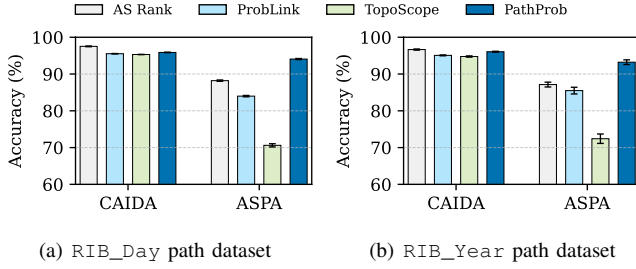 AS Rank ProbLink TopoScope PathProb
Accuracy (%)
100
90
80
70
60
CAIDA ASPA
(a) RIB_Day path dataset
Accuracy (%)
100
90
80
70
60
CAIDA ASPA
(b) RIB_Year path dataset